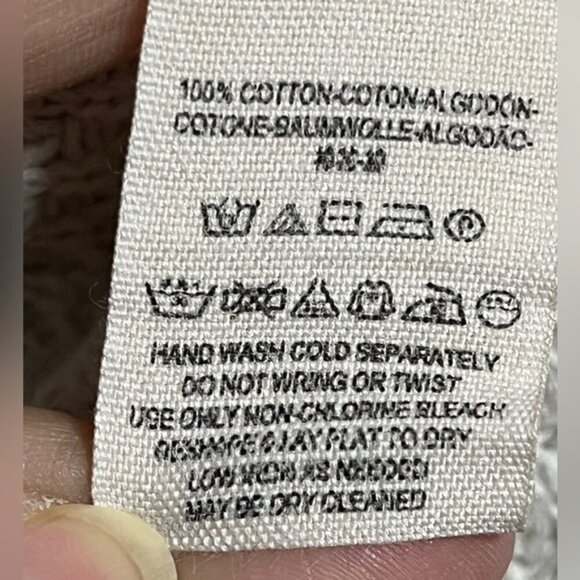 100% COTTON-COTON-ALGODÓN-
COTONE-BAUMWOLLE-ALGODÃO-
HAND WASH COLD SEPARATELY
DO NOT WRING OR TWIST
USE ONLY NON-CHLORINE BLEACH
RESHAPE & LAY FLAT TO DRY
LOW IRON AS NEEDED
MAY BE DRY CLEANED